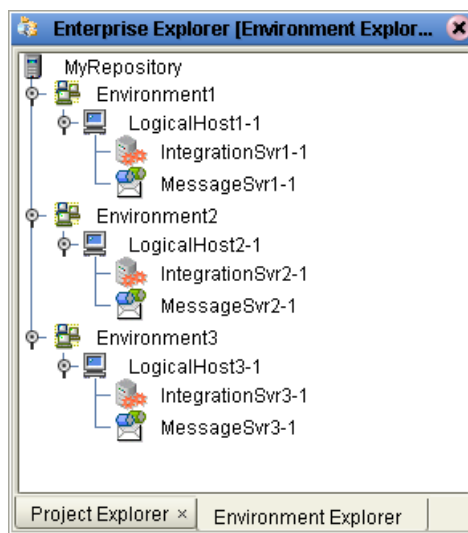 Enterprise Explorer [Environment Explor...
MyRepository
Environment1
LogicalHost1-1
IntegrationSvr1-1
MessageSvr1-1
Environment2
LogicalHost2-1
IntegrationSvr2-1
MessageSvr2-1
Environment3
LogicalHost3-1
IntegrationSvr3-1
MessageSvr3-1
Project Explorer × Environment Explorer